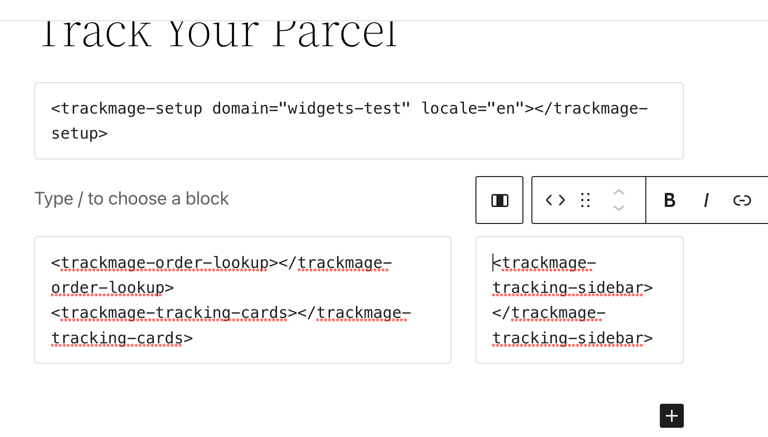 Track Your Parcel
<trackmage-setup domain="widgets-test" locale="en"></trackmage-
setup>
Type / to choose a block
B I
<trackmage-order-lookup></trackmage-
order-lookup>
<trackmage-tracking-cards></trackmage-
tracking-cards>
<trackmage-
tracking-sidebar>
</trackmage-
tracking-sidebar>